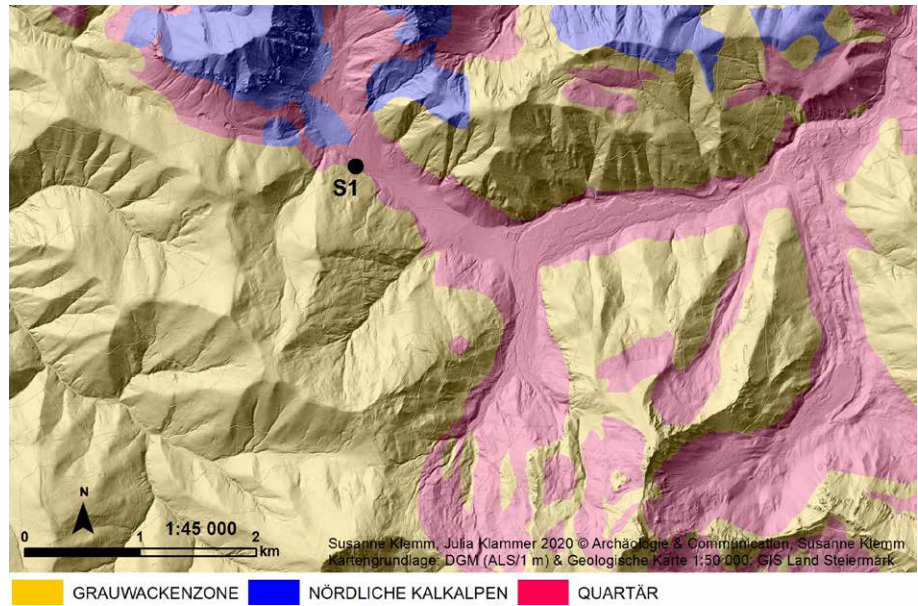 S1
N
1:45 000
0 1 2
km
Susanne Klemm, Julia Klammer 2020 © Archäologie & Communication, Susanne Klemm
Kartengrundlage: DGM (ALS/1 m) & Geologische Karte 1:50 000: GIS Land Steiermark
GRAUWACKENZONE NÖRDLICHE KALKALPEN QUARTÄR